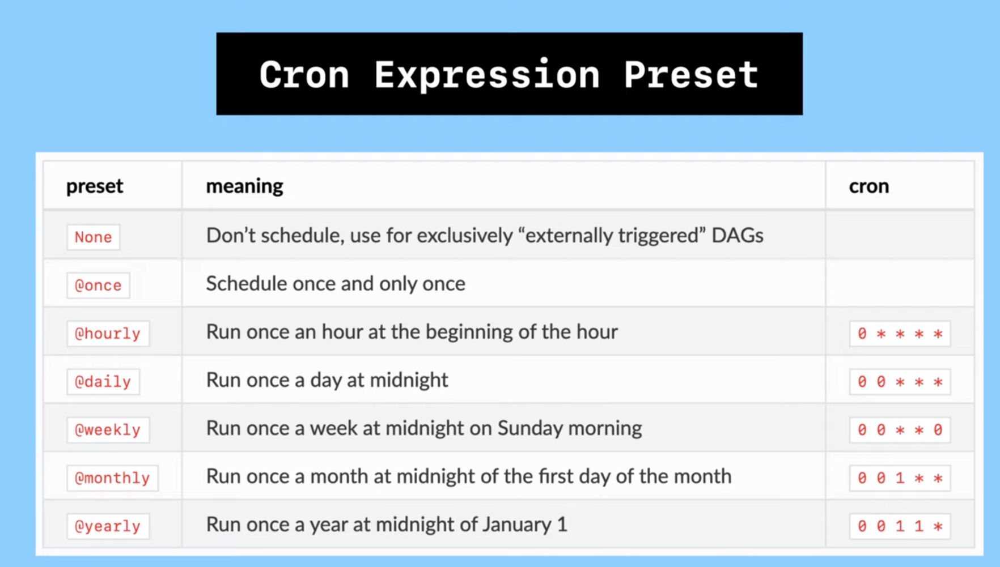 Cron Expression Preset
preset meaning cron
None Don’t schedule, use for exclusively “externally triggered” DAGs
@once Schedule once and only once
@hourly Run once an hour at the beginning of the hour 0 * * * *
@daily Run once a day at midnight 0 0 * * *
@weekly Run once a week at midnight on Sunday morning 0 0 * * 0
@monthly Run once a month at midnight of the first day of the month 0 0 1 * *
@yearly Run once a year at midnight of January 1 0 0 1 1 *